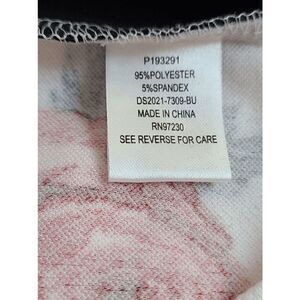 P193291
95%POLYESTER
5%SPANDEX
DS2021-7309-BU
MADE IN CHINA
RN97230
SEE REVERSE FOR CARE